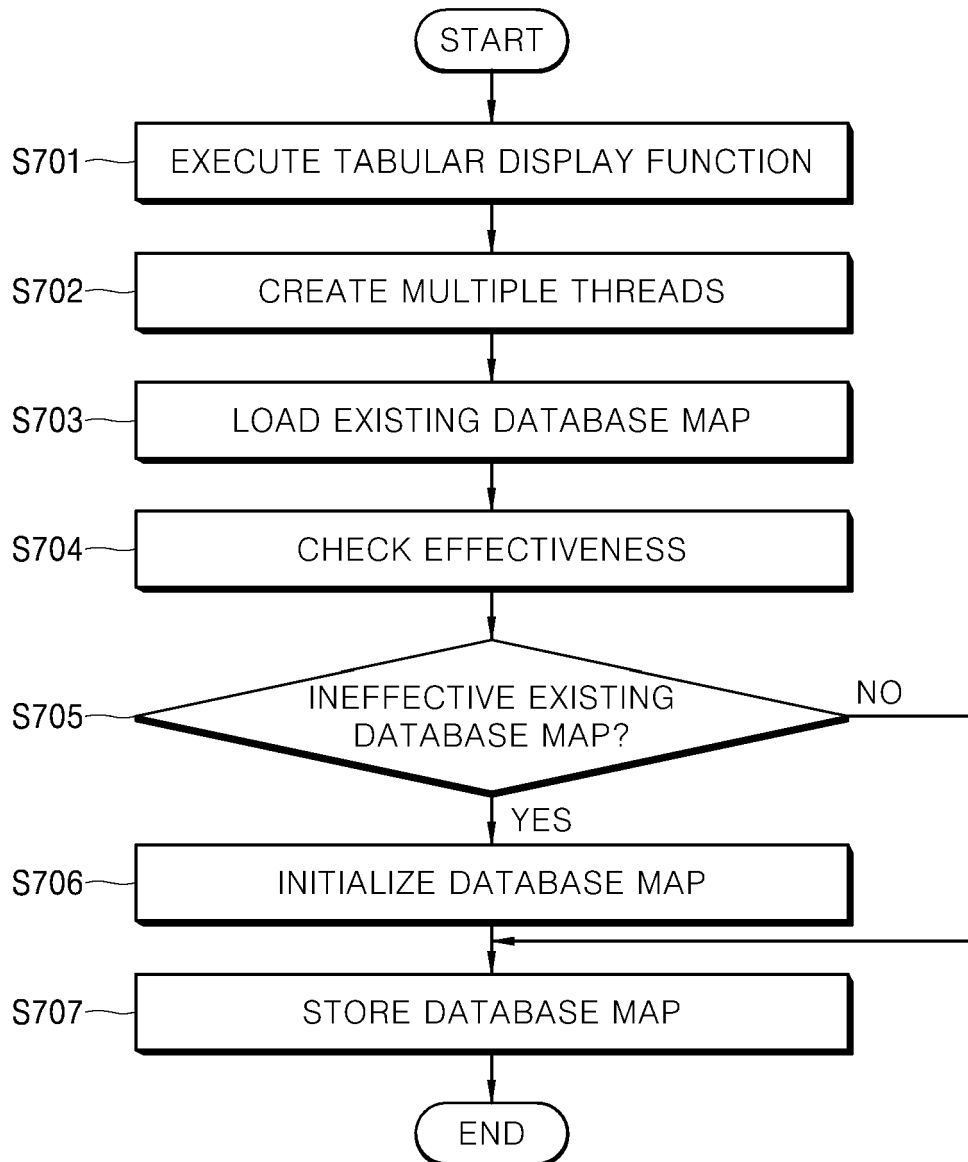 START
S701
EXECUTE TABULAR DISPLAY FUNCTION
S702
CREATE MULTIPLE THREADS
S703
LOAD EXISTING DATABASE MAP
S704
CHECK EFFECTIVENESS
S705
INEFFECTIVE EXISTING
DATABASE MAP?
NO
YES
S706
INITIALIZE DATABASE MAP
S707
STORE DATABASE MAP
END